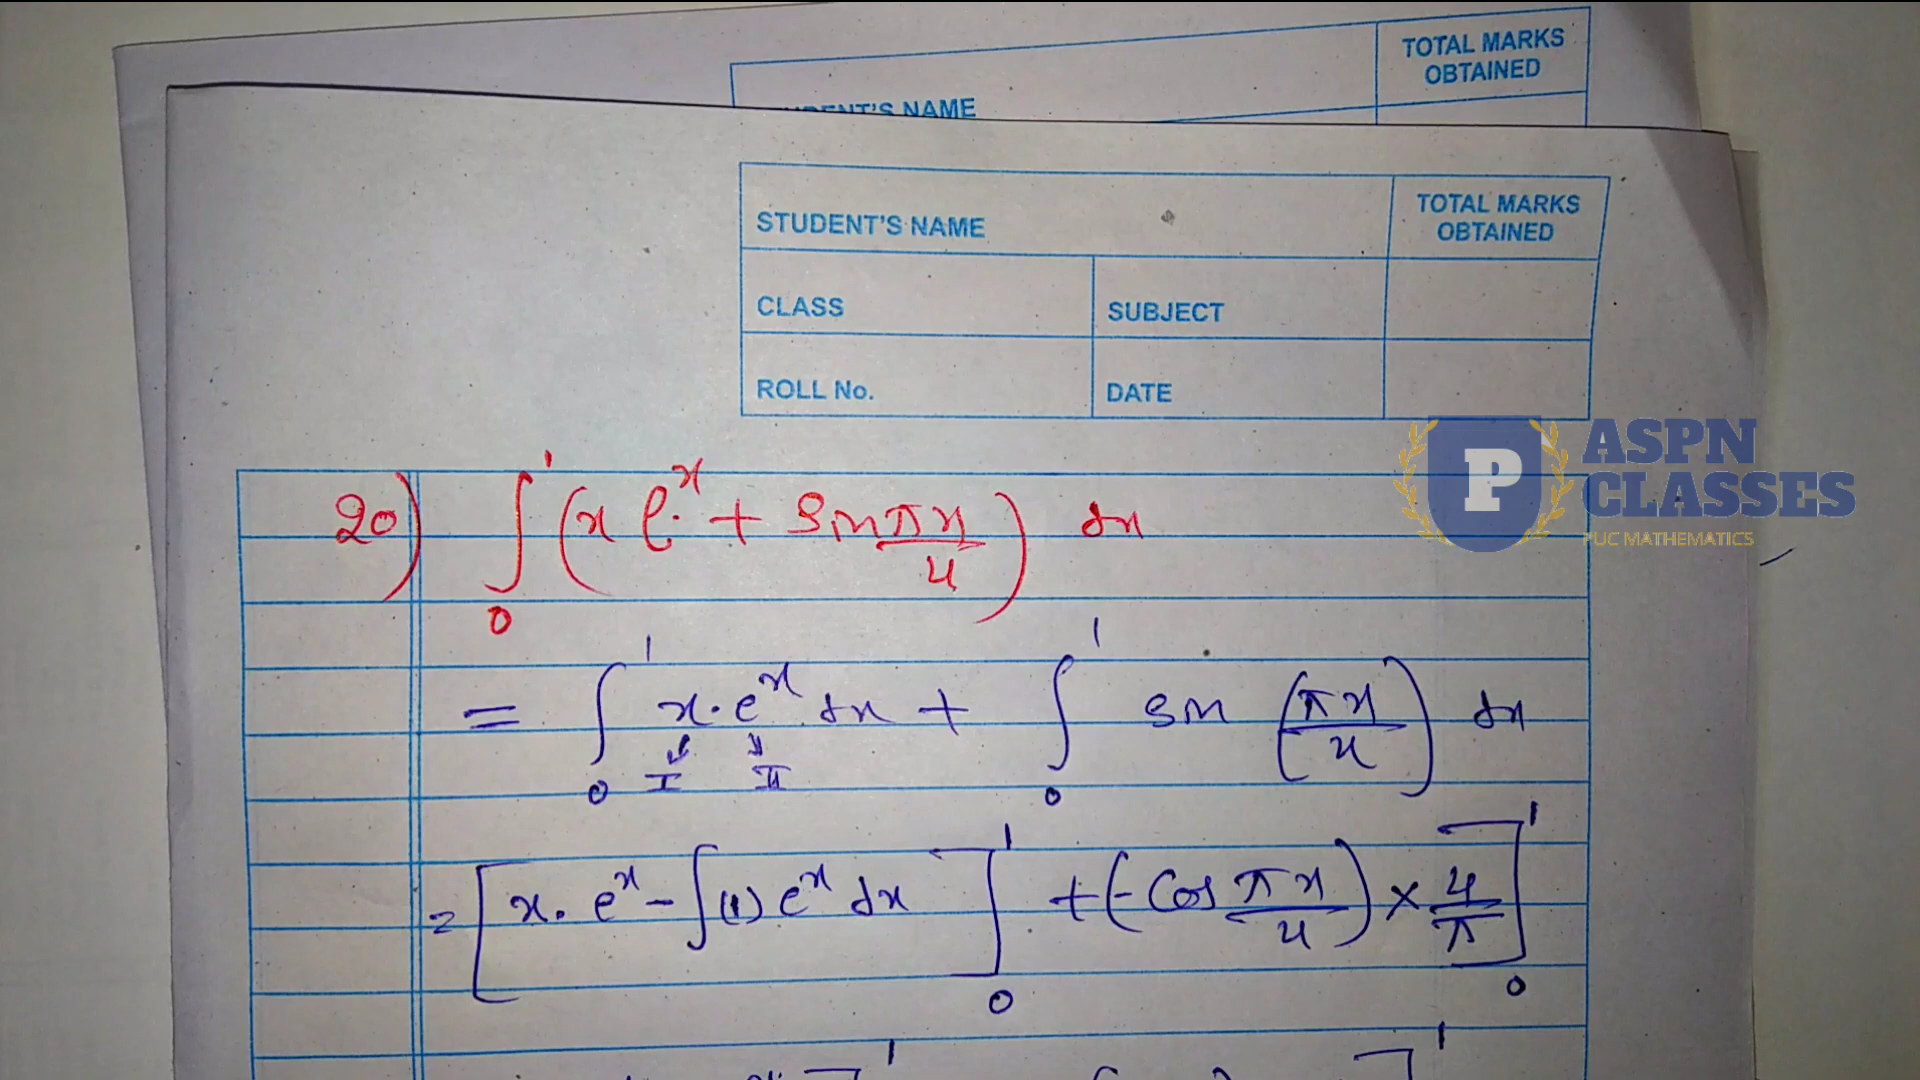 TOTAL MARKS
OBTAINED
STUDENT'S NAME
STUDENT'S NAME
TOTAL MARKS
OBTAINED
CLASS
SUBJECT
ROLL No.
DATE
P
ASPN
CLASSES
PUC MATHEMATICS
20) ∫₀¹ (x eˣ + sin πx/4) dx
= ∫₀¹ x·eˣ dx + ∫₀¹ sin (πx/4) dx
I II
= [x. eˣ - ∫(1) eˣ dx]₀¹ + (-cos πx/4) × 4/π]₀¹